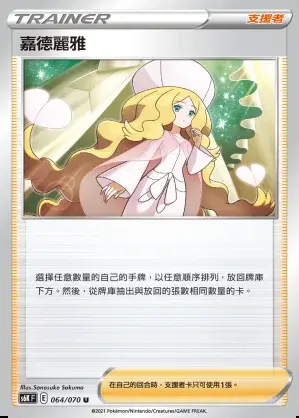 TRAINER
支援者
嘉德麗雅
選擇任意數量的自己的手牌,以任意順序排列,放回牌庫
下方。然後,從牌庫抽出與放回的張數相同數量的卡。
Illus. Sanosuke Sakuma
s6K F E 064/070 U
在自己的回合時,支援者卡只可使用1張。
©2021 Pokémon/Nintendo/Creatures/GAME FREAK.